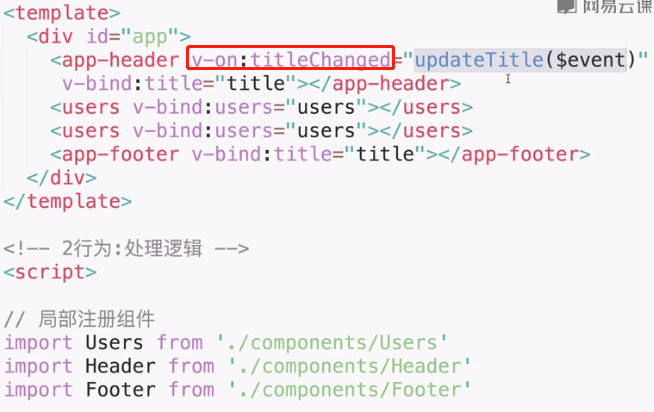 网易云课
<template>
<div id="app">
<app-header v-on:titleChanged="updateTitle($event)"
v-bind:title="title"></app-header>
<users v-bind:users="users"></users>
<users v-bind:users="users"></users>
<app-footer v-bind:title="title"></app-footer>
</div>
</template>
<!-- 2行为:处理逻辑 -->
<script>
// 局部注册组件
import Users from './components/Users'
import Header from './components/Header'
import Footer from './components/Footer'